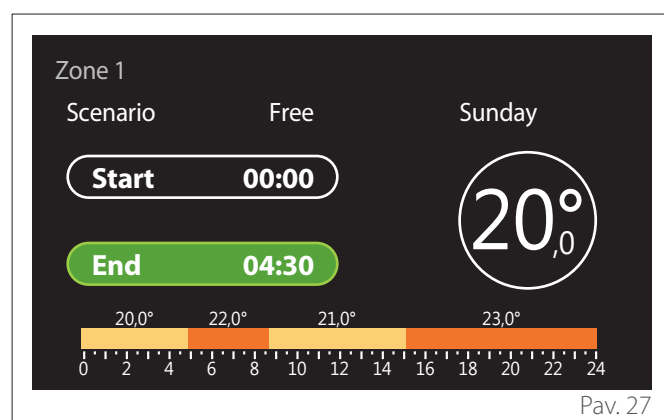 Zone 1
Scenario Free Sunday
Start 00:00
20°,0
End 04:30
20,0° 22,0° 21,0° 23,0°
0 2 4 6 8 10 12 14 16 18 20 22 24
Pav. 27